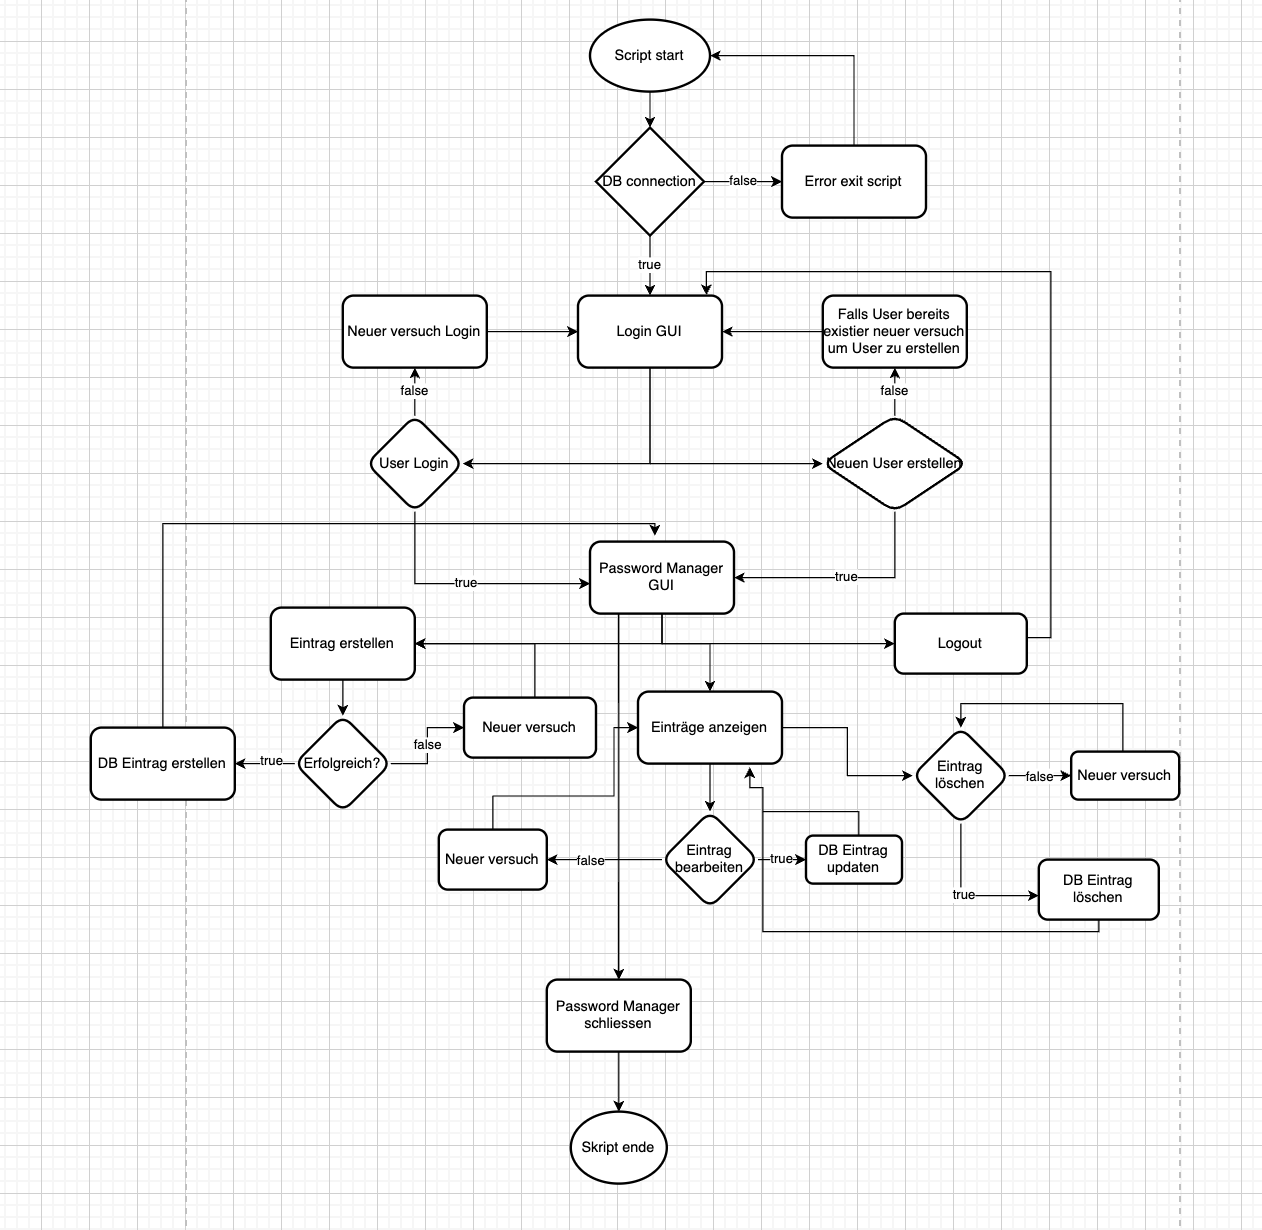 Script start
DB connection
false
Error exit script
true
Neuer versuch Login
Login GUI
Falls User bereits
existier neuer versuch
um User zu erstellen
false
false
User Login
Neuen User erstellen
true
Password Manager
GUI
true
Eintrag erstellen
Logout
Neuer versuch
Einträge anzeigen
false
DB Eintrag erstellen
true
Erfolgreich?
Eintrag
löschen
false
Neuer versuch
Neuer versuch
false
Eintrag
bearbeiten
true
DB Eintrag
updaten
true
DB Eintrag
löschen
Password Manager
schliessen
Skript ende